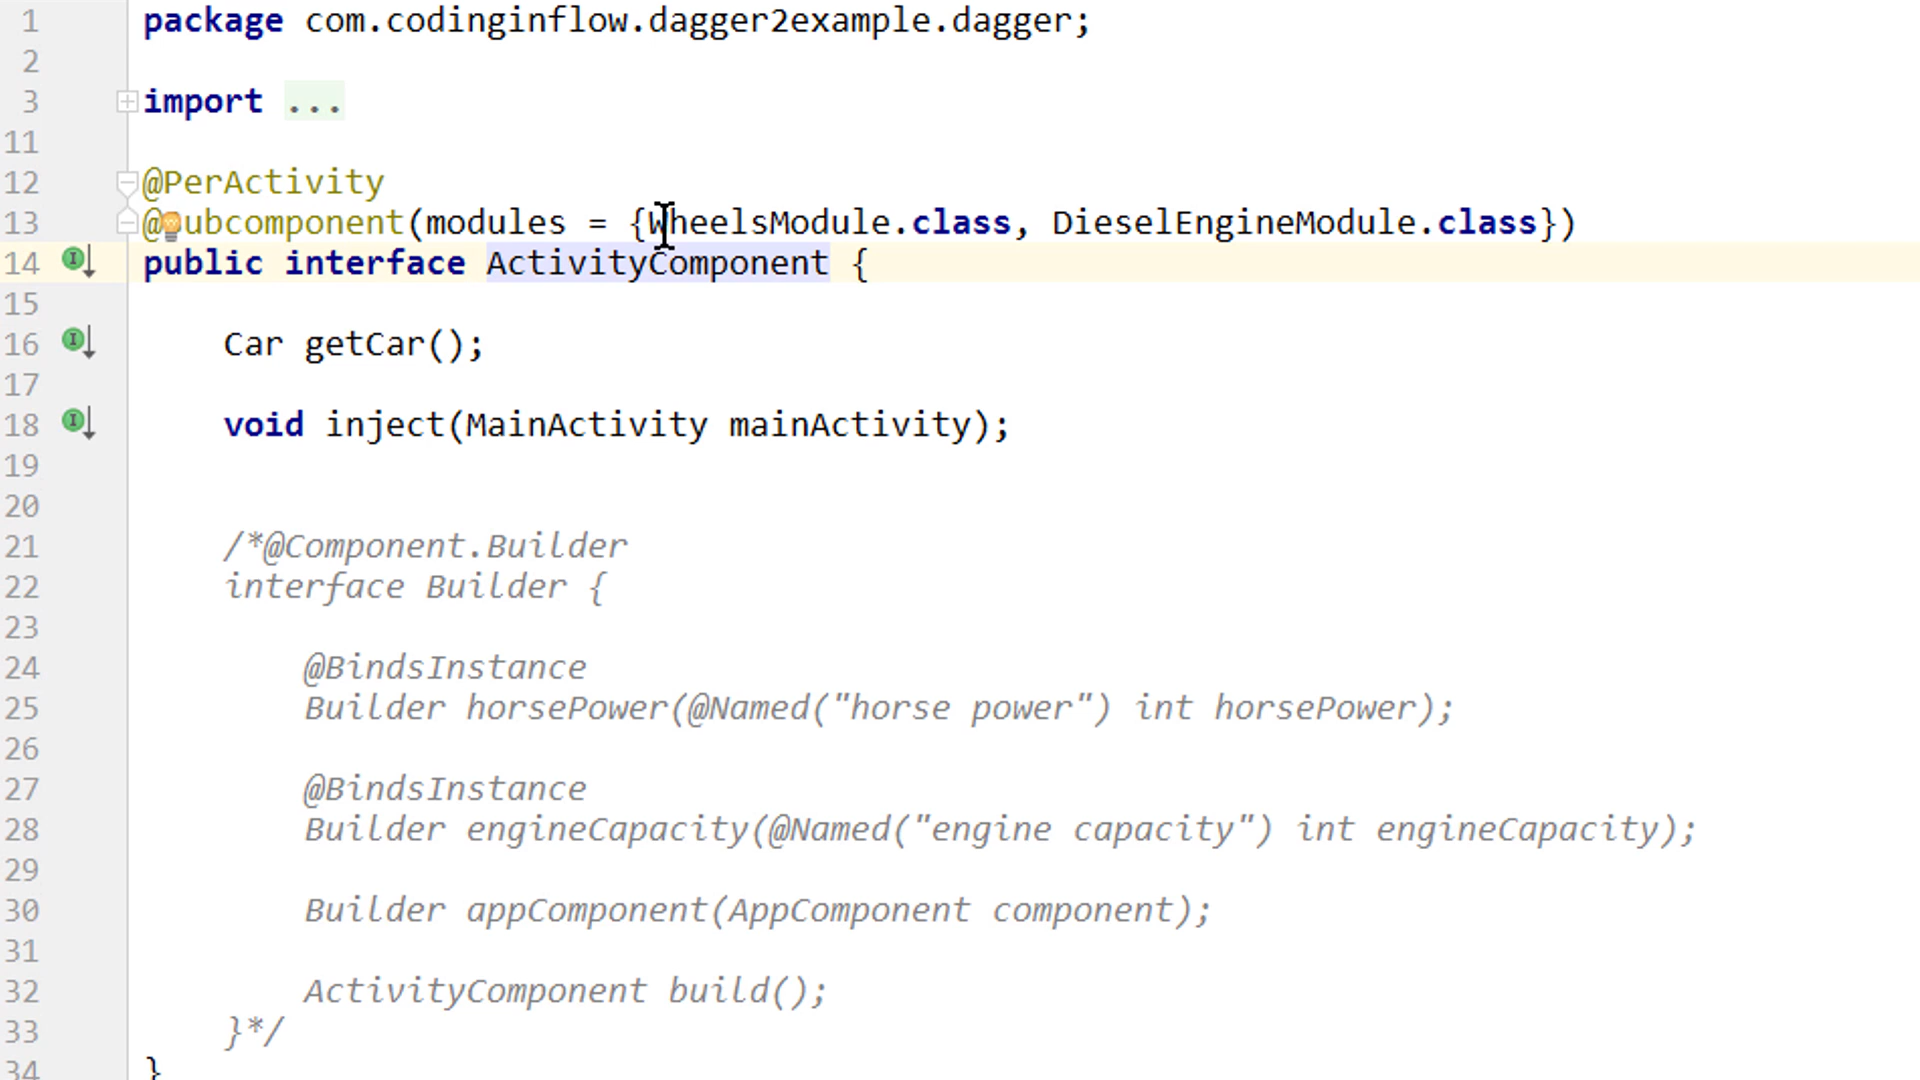 1 package com.codinginflow.dagger2example.dagger;
2
3 import ...
11
12 @PerActivity
13 @ubcomponent(modules = {WheelsModule.class, DieselEngineModule.class})
14 public interface ActivityComponent {
15
16 Car getCar();
17
18 void inject(MainActivity mainActivity);
19
20
21 /*@Component.Builder
22 interface Builder {
23
24 @BindsInstance
25 Builder horsePower(@Named("horse power") int horsePower);
26
27 @BindsInstance
28 Builder engineCapacity(@Named("engine capacity") int engineCapacity);
29
30 Builder appComponent(AppComponent component);
31
32 ActivityComponent build();
33 }*/
34 }